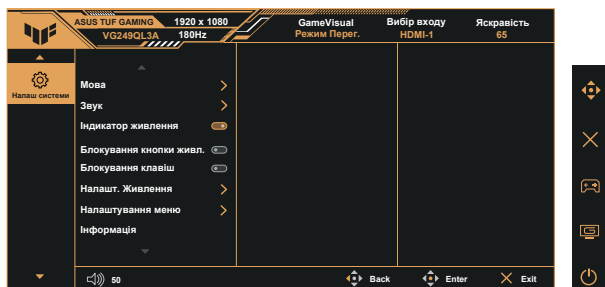 ASUS TUF GAMING 1920 x 1080 GameVisual Вибір входу Яскравість
VG249QL3A 180Hz Режим Перег. HDMI-1 65
Налаш системи
Мова
Звук
Індикатор живлення
Блокування кнопки живл.
Блокування клавіш
Налашт. Живлення
Налаштування меню
Інформація
50 Back Enter Exit